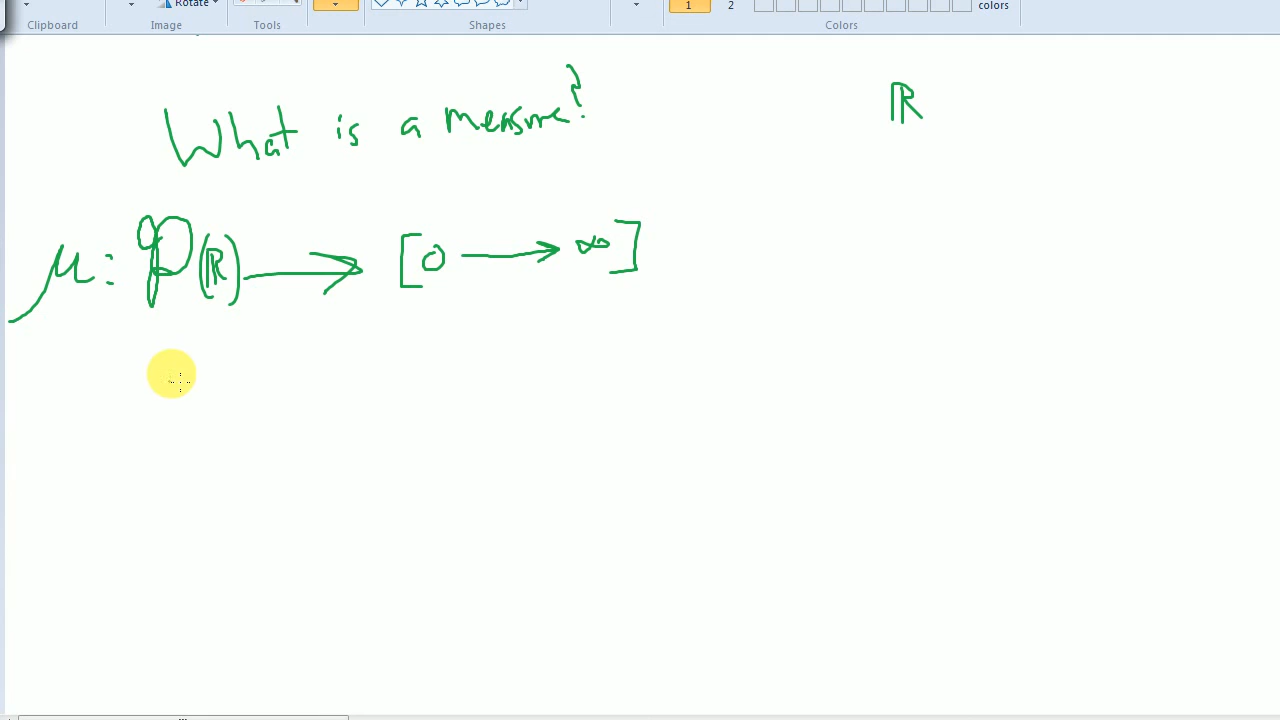 Rotate
1 2 colors
Clipboard Image Tools Shapes Colors
What is a measure?
ℝ
μ: 𝒫(ℝ) ⟶ [0 ⟶ ∞]